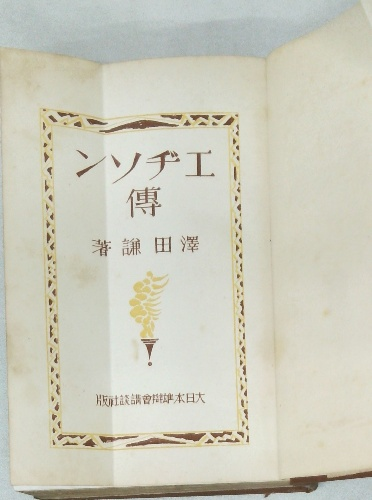 エヂソン
傳
澤田謙著
大日本雄辯會講談社版